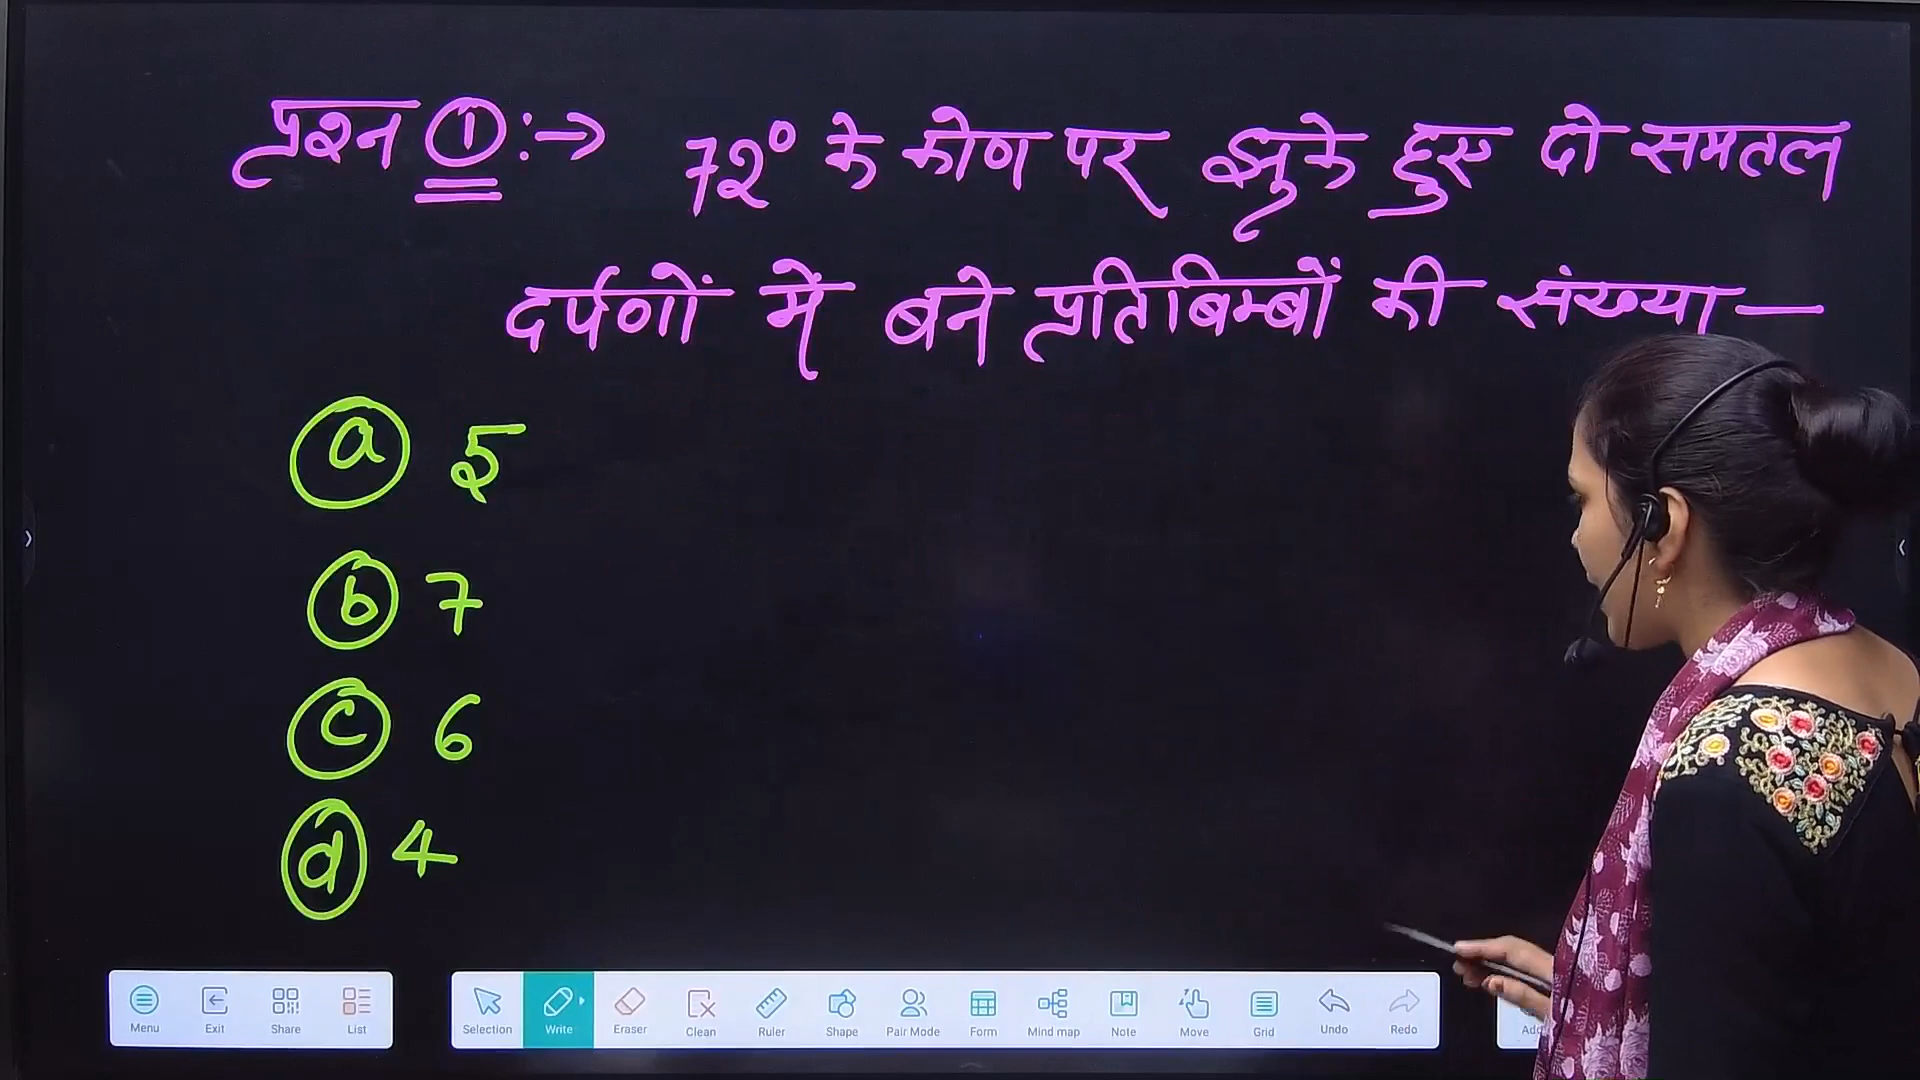 प्रश्न ① :→ 72° के कोण पर झुके हुए दो समतल
दर्पणों में बने प्रतिबिम्बों की संख्या —
ⓐ 5
ⓑ 7
ⓒ 6
ⓓ 4
Menu Exit Share List Selection Write Eraser Clean Ruler Shape Pair Mode Form Mind map Note Move Grid Undo Redo Add